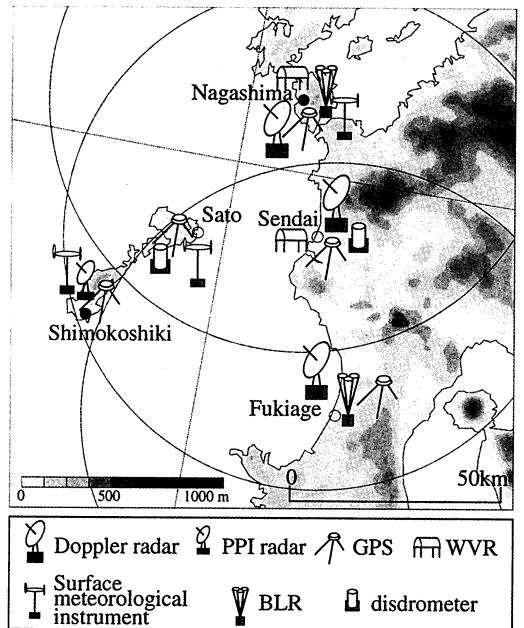 Nagashima
Sato
Sendai
Shimokoshiki
Fukiage
0 500 1000 m
0 50km
Doppler radar PPI radar GPS WVR
Surface
meteorological
instrument
BLR disdrometer